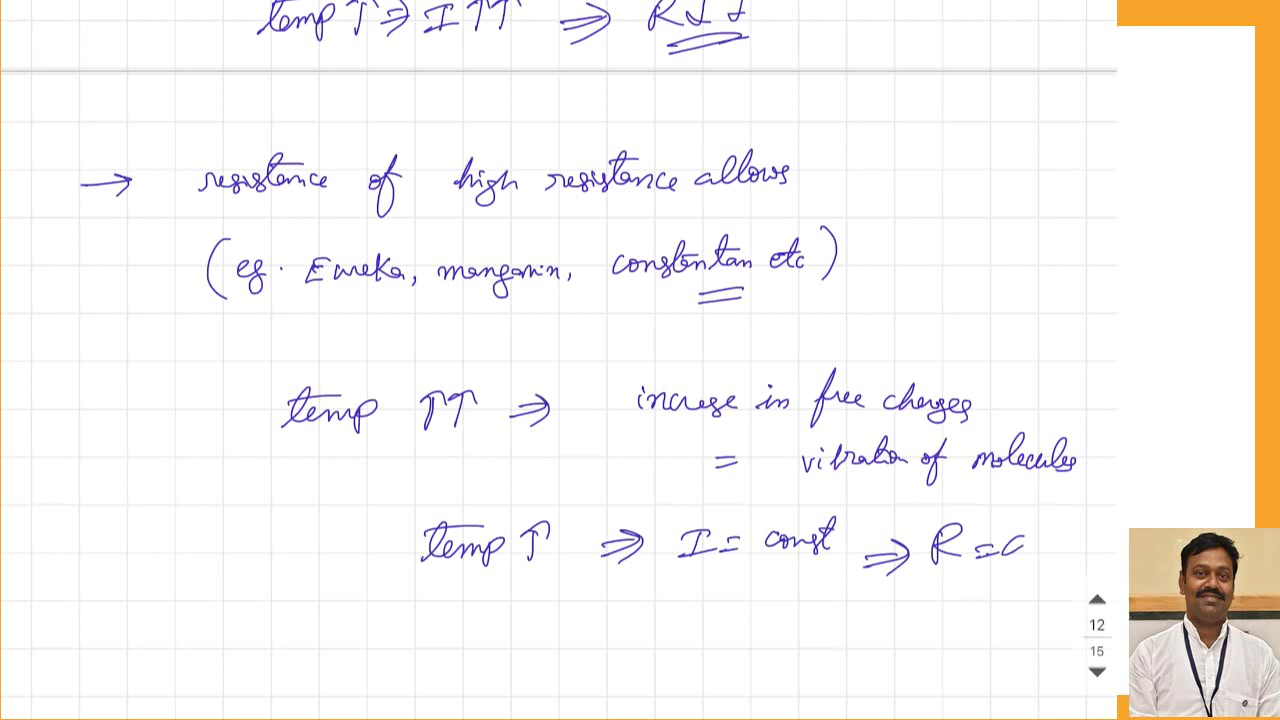 temp ↑ ⇒ I ↑↑ ⇒ R↓↓
→ resistance of high resistance allows
(eg. Eureka, manganin, constantan etc)
temp ↑↑ ⇒ increse in free charges
= vibration of molecules
temp ↑ ⇒ I = const ⇒ R = c
12
15